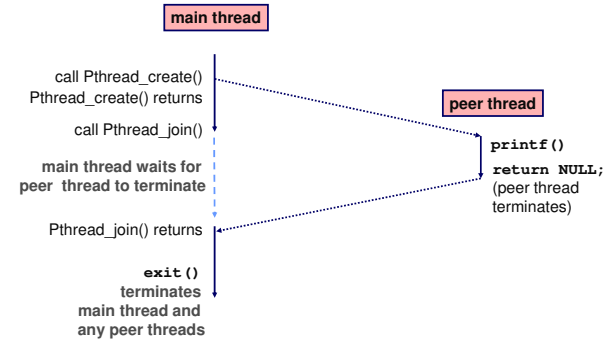 main thread
call Pthread_create()
Pthread_create() returns
peer thread
call Pthread_join()
printf()
main thread waits for
peer thread to terminate
return NULL;
(peer thread
terminates)
Pthread_join() returns
exit()
terminates
main thread and
any peer threads